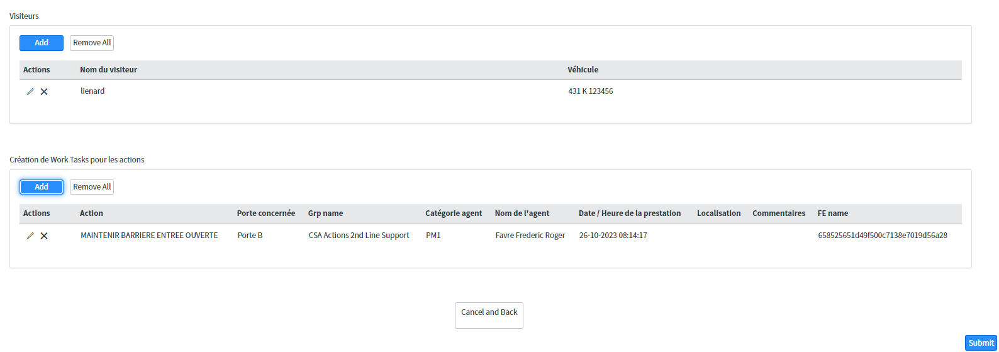 Visiteurs
Add Remove All
Actions Nom du visiteur Véhicule
lienard 431 K 123456
Création de Work Tasks pour les actions
Add Remove All
Actions Action Porte concernée Grp name Catégorie agent Nom de l'agent Date / Heure de la prestation Localisation Commentaires FE name
MAINTENIR BARRIERE ENTREE OUVERTE Porte B CSA Actions 2nd Line Support PM1 Favre Frederic Roger 26-10-2023 08:14:17 658525651d49f500c7138e7019d56a28
Cancel and Back
Submit